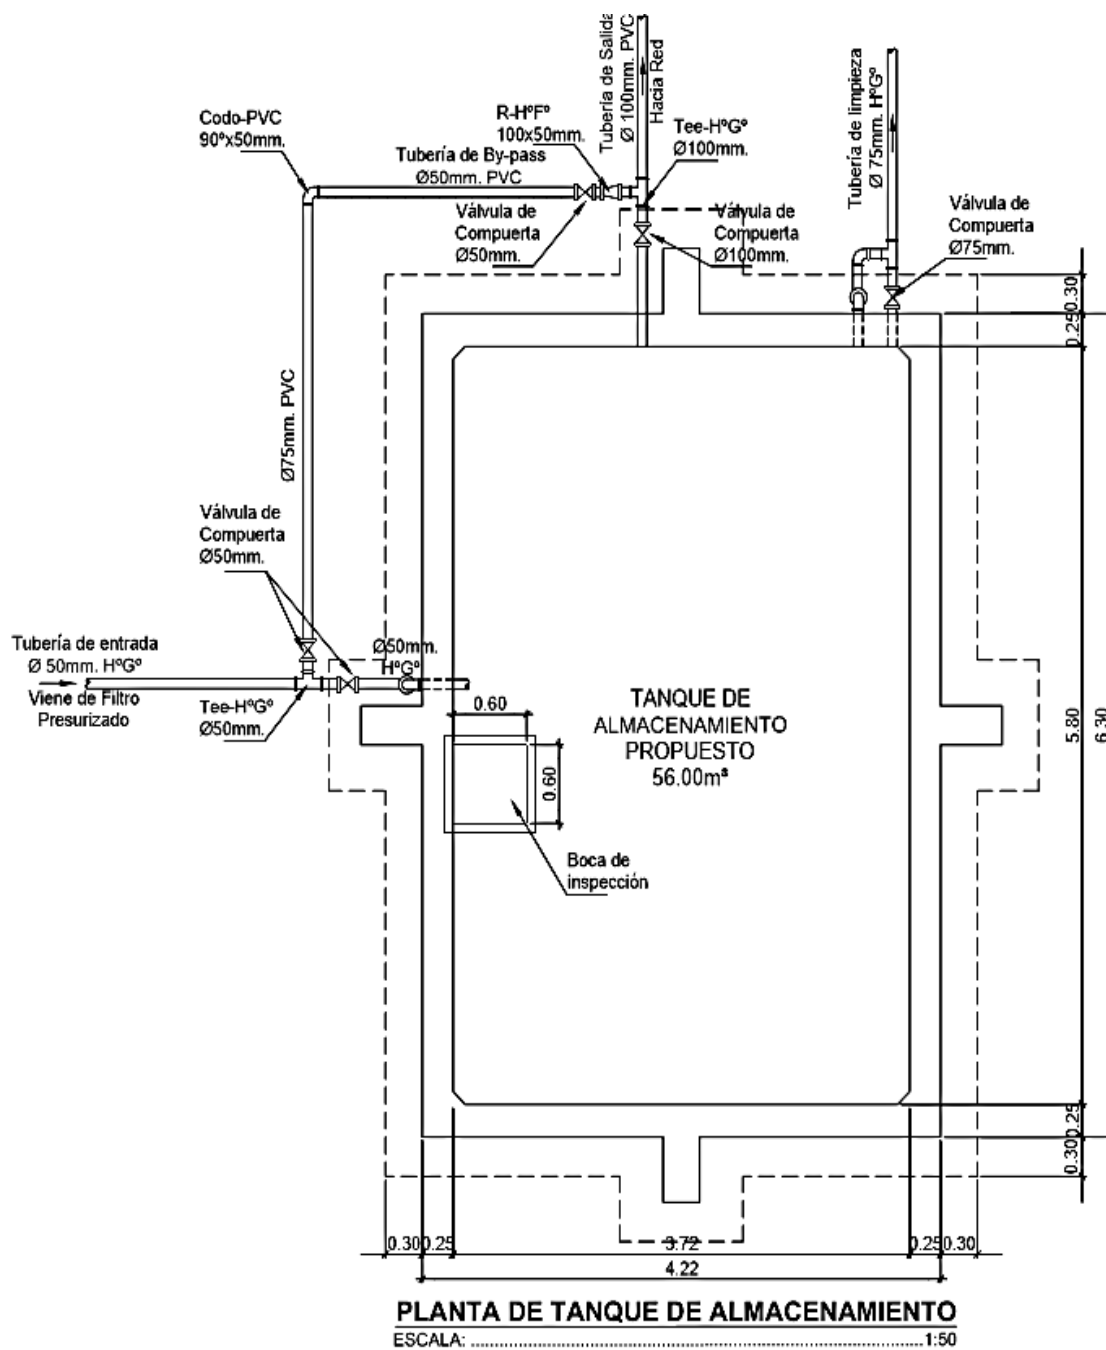 Tubería de Salida
Ø 100mm. PVC
Hacia Red
Tubería de limpieza
Ø 75mm. HºGº
Codo-PVC
90ºx50mm.
R-HºFº
100x50mm.
Tee-HºGº
Ø100mm.
Tubería de By-pass
Ø50mm. PVC
Válvula de
Compuerta
Ø50mm.
Válvula de
Compuerta
Ø100mm.
Válvula de
Compuerta
Ø75mm.
0.30
0.25
Ø75mm. PVC
Válvula de
Compuerta
Ø50mm.
Tubería de entrada
Ø 50mm. HºGº
Viene de Filtro
Presurizado
Tee-HºGº
Ø50mm.
Ø50mm.
HºGº
0.60
0.60
TANQUE DE
ALMACENAMIENTO
PROPUESTO
56.00m³
5.80
6.30
Boca de
inspección
0.25
0.30
0.30
0.25
3.72
0.25
0.30
4.22
PLANTA DE TANQUE DE ALMACENAMIENTO
ESCALA: ........................................................................1:50